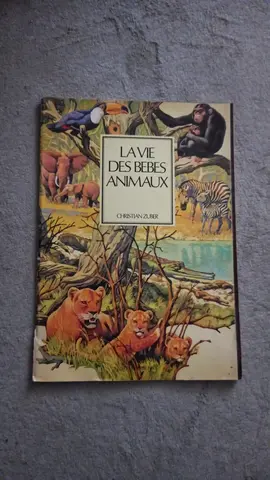 LA VIE
DES BEBES
ANIMAUX
CHRISTIAN ZUBER